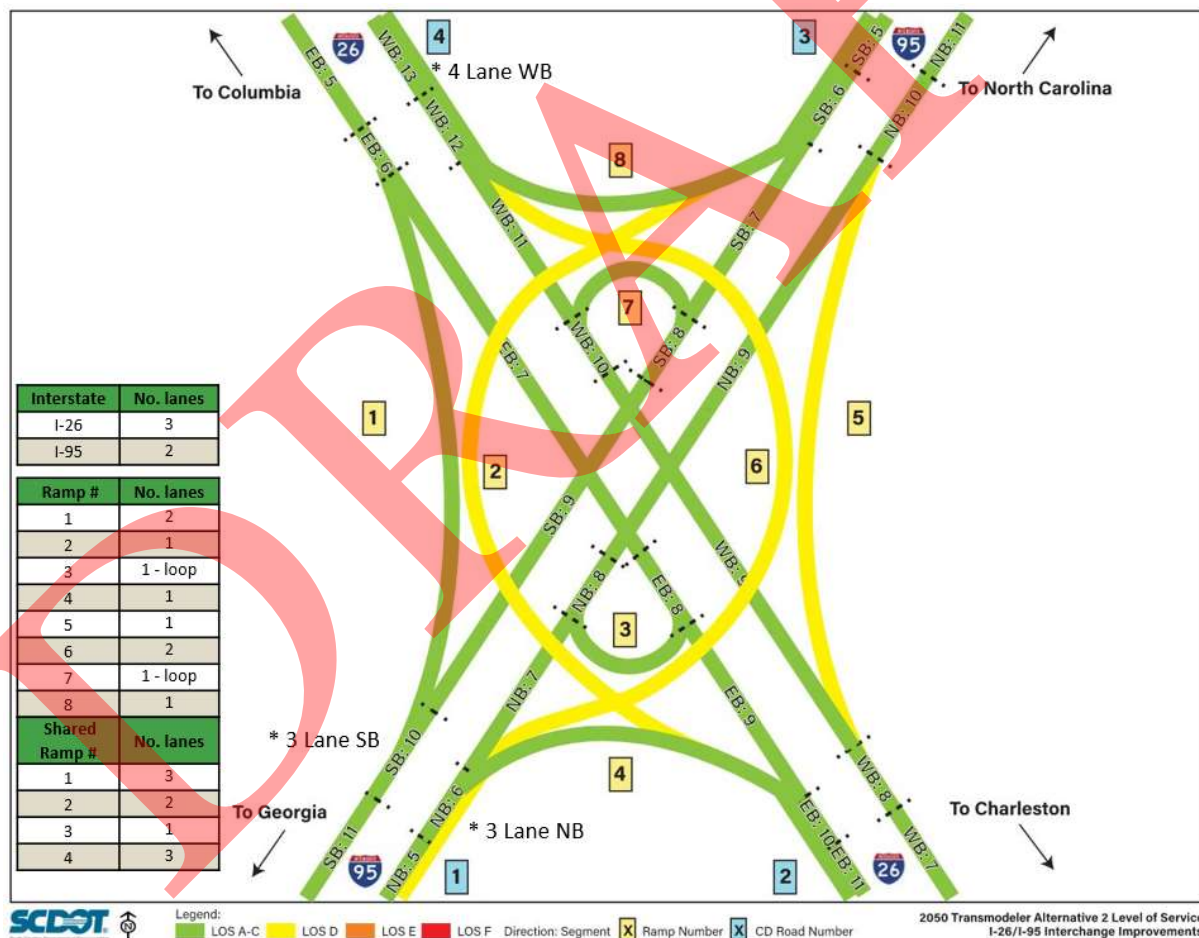 EB: 5
26
WB: 13
4
* 4 Lane WB
3
SB: 5
95
NB: 11
To Columbia
To North Carolina
EB: 6
WB: 12
SB: 6
NB: 10
8
WB: 11
SB: 7
7
EB: 7
WB: 10
SB: 8
NB: 9
Interstate No. lanes
I-26 3
I-95 2
1
5
2
6
Ramp # No. lanes
1 2
2 1
3 1 - loop
4 1
5 1
6 2
7 1 - loop
8 1
Shared
Ramp # No. lanes
1 3
2 2
3 1
4 3
SB: 9
WB: 9
NB: 8
EB: 8
3
NB: 7
EB: 9
* 3 Lane SB
SB: 10
4
NB: 6
WB: 8
To Georgia
* 3 Lane NB
To Charleston
EB: 10
SB: 11
95
NB: 5
1
2
EB: 11
26
WB: 7
DRAFT
SCDOT
N
Legend:
LOS A-C LOS D LOS E LOS F Direction: Segment X Ramp Number X CD Road Number
2050 Transmodeler Alternative 2 Level of Service
I-26/I-95 Interchange Improvements